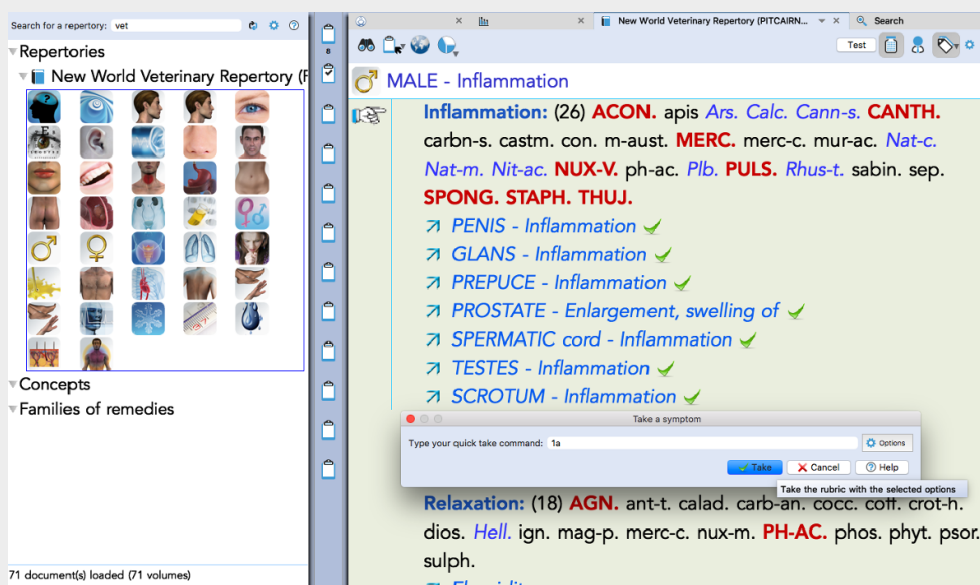 Search for a repertory: vet
New World Veterinary Repertory (PITCAIRN...
Search
Test
8
Repertories
New World Veterinary Repertory (F
Concepts
Families of remedies
71 document(s) loaded (71 volumes)
MALE - Inflammation
Inflammation: (26) ACON. apis Ars. Calc. Cann-s. CANTH.
carbn-s. castm. con. m-aust. MERC. merc-c. mur-ac. Nat-c.
Nat-m. Nit-ac. NUX-V. ph-ac. Plb. PULS. Rhus-t. sabin. sep.
SPONG. STAPH. THUJ.
PENIS - Inflammation
GLANS - Inflammation
PREPUCE - Inflammation
PROSTATE - Enlargement, swelling of
SPERMATIC cord - Inflammation
TESTES - Inflammation
SCROTUM - Inflammation
Take a symptom
Type your quick take command: 1a
Options
Take
Cancel
Help
Take the rubric with the selected options
Relaxation: (18) AGN. ant-t. calad. carb-an. cocc. coff. crot-h.
dios. Hell. ign. mag-p. merc-c. nux-m. PH-AC. phos. phyt. psor.
sulph.